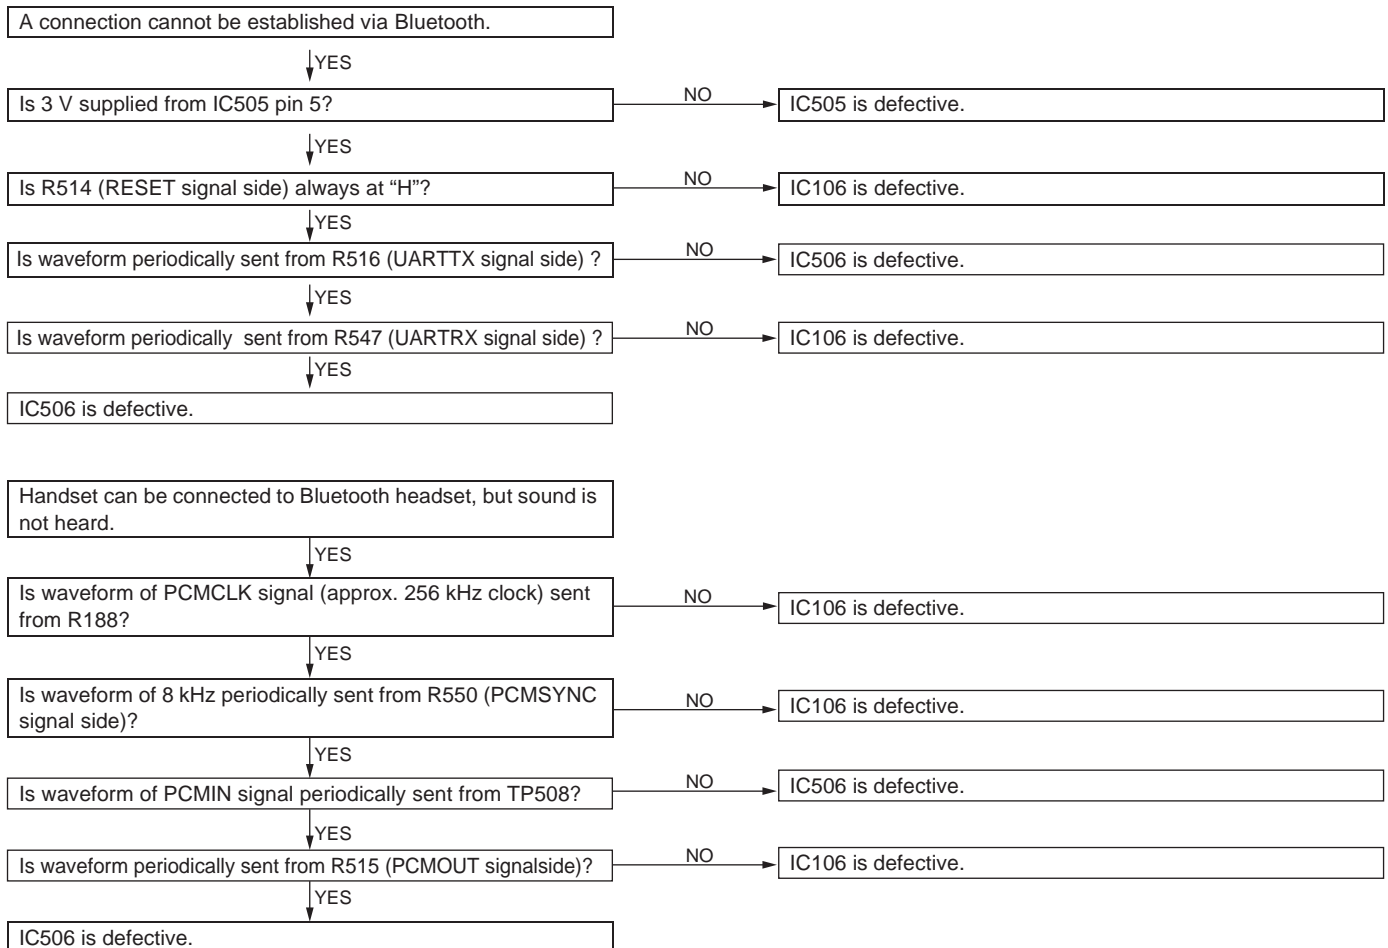 A connection cannot be established via Bluetooth.
YES
Is 3 V supplied from IC505 pin 5?
NO
IC505 is defective.
YES
Is R514 (RESET signal side) always at “H”?
NO
IC106 is defective.
YES
Is waveform periodically sent from R516 (UARTTX signal side) ?
NO
IC506 is defective.
YES
Is waveform periodically  sent from R547 (UARTRX signal side) ?
NO
IC106 is defective.
YES
IC506 is defective.
Handset can be connected to Bluetooth headset, but sound is
not heard.
YES
Is waveform of PCMCLK signal (approx. 256 kHz clock) sent
from R188?
NO
IC106 is defective.
YES
Is waveform of 8 kHz periodically sent from R550 (PCMSYNC
signal side)?
NO
IC106 is defective.
YES
Is waveform of PCMIN signal periodically sent from TP508?
NO
IC506 is defective.
YES
Is waveform periodically sent from R515 (PCMOUT signalside)?
NO
IC106 is defective.
YES
IC506 is defective.